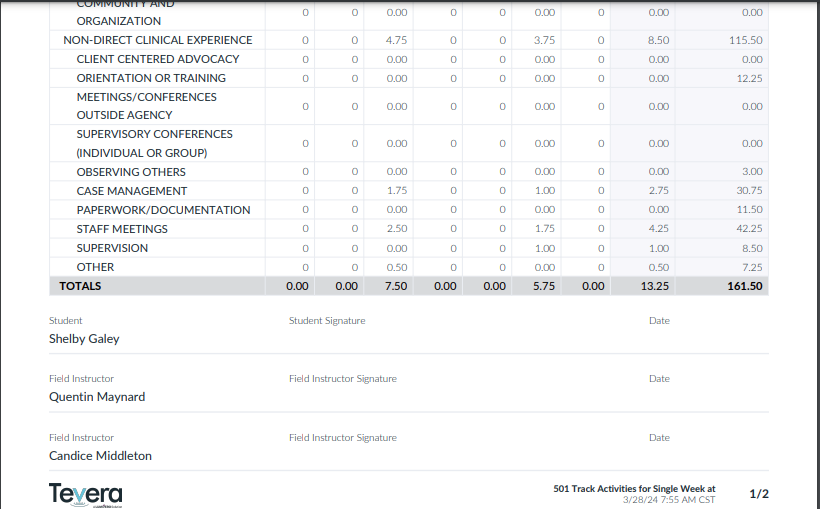 COMMUNITY AND
ORGANIZATION 0 0 0.00 0 0 0.00 0 0.00 0.00
NON-DIRECT CLINICAL EXPERIENCE 0 0 4.75 0 0 3.75 0 8.50 115.50
CLIENT CENTERED ADVOCACY 0 0 0.00 0 0 0.00 0 0.00 0.00
ORIENTATION OR TRAINING 0 0 0.00 0 0 0.00 0 0.00 12.25
MEETINGS/CONFERENCES
OUTSIDE AGENCY 0 0 0.00 0 0 0.00 0 0.00 0.00
SUPERVISORY CONFERENCES
(INDIVIDUAL OR GROUP) 0 0 0.00 0 0 0.00 0 0.00 0.00
OBSERVING OTHERS 0 0 0.00 0 0 0.00 0 0.00 3.00
CASE MANAGEMENT 0 0 1.75 0 0 1.00 0 2.75 30.75
PAPERWORK/DOCUMENTATION 0 0 0.00 0 0 0.00 0 0.00 11.50
STAFF MEETINGS 0 0 2.50 0 0 1.75 0 4.25 42.25
SUPERVISION 0 0 0.00 0 0 1.00 0 1.00 8.50
OTHER 0 0 0.50 0 0 0.00 0 0.50 7.25
TOTALS 0.00 0.00 7.50 0.00 0.00 5.75 0.00 13.25 161.50
Student Student Signature Date
Shelby Galey
Field Instructor Field Instructor Signature Date
Quentin Maynard
Field Instructor Field Instructor Signature Date
Candice Middleton
Tevera
501 Track Activities for Single Week at
3/28/24 7:55 AM CST
1/2